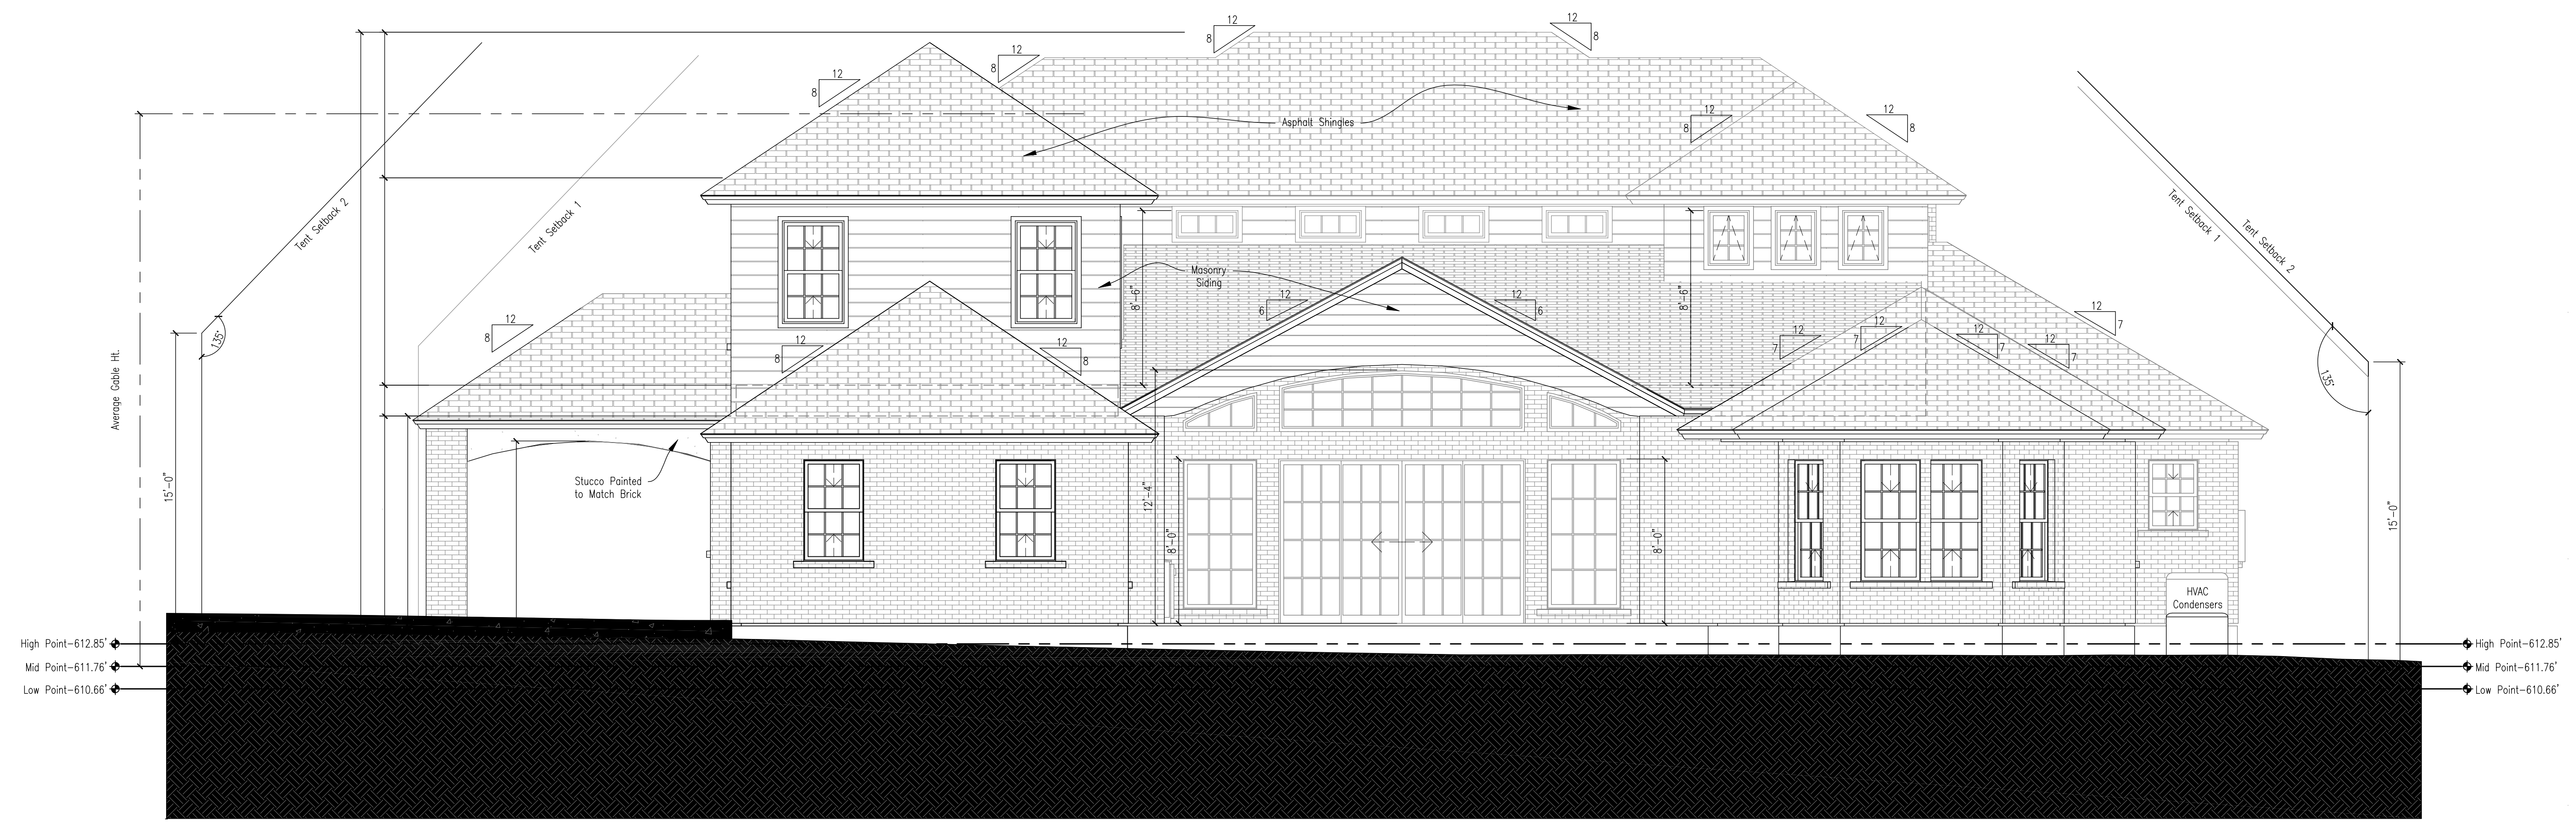 12
8
12
8
12
8
12
8
12
8
12
8
Asphalt Shingles
Tent Setback 2
Tent Setback 1
Tent Setback 1
Tent Setback 2
Masonry
Siding
8'-6"
8'-6"
12
6
12
6
12
8
12
8
12
8
12
7
12
7
12
7
12
7
12
7
135°
135°
Average Gable Ht.
15'-0"
15'-0"
Stucco Painted
to Match Brick
12'-4"
8'-0"
8'-0"
HVAC
Condensers
High Point-612.85'
Mid Point-611.76'
Low Point-610.66'
High Point-612.85'
Mid Point-611.76'
Low Point-610.66'